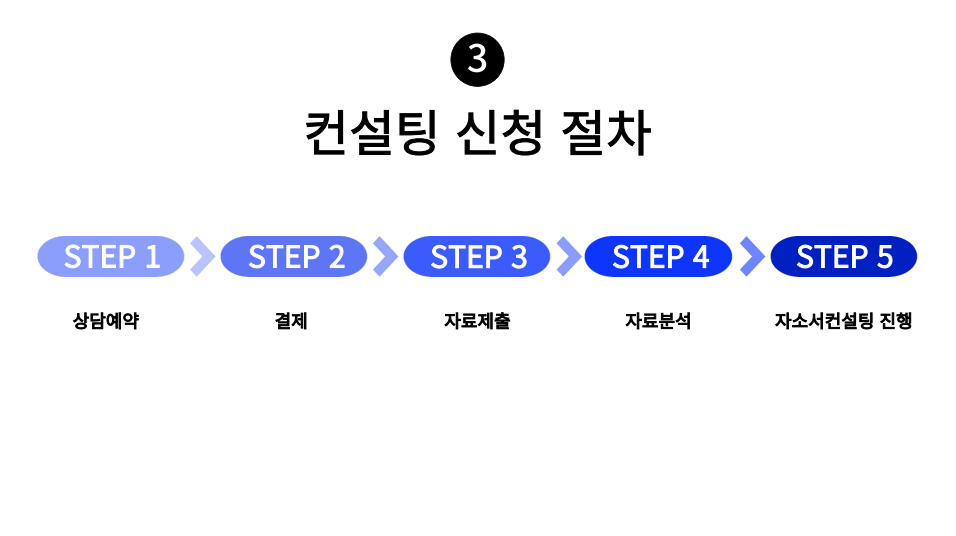 3
컨설팅 신청 절차
STEP 1
STEP 2
STEP 3
STEP 4
STEP 5
상담예약
결제
자료제출
자료분석
자소서컨설팅 진행